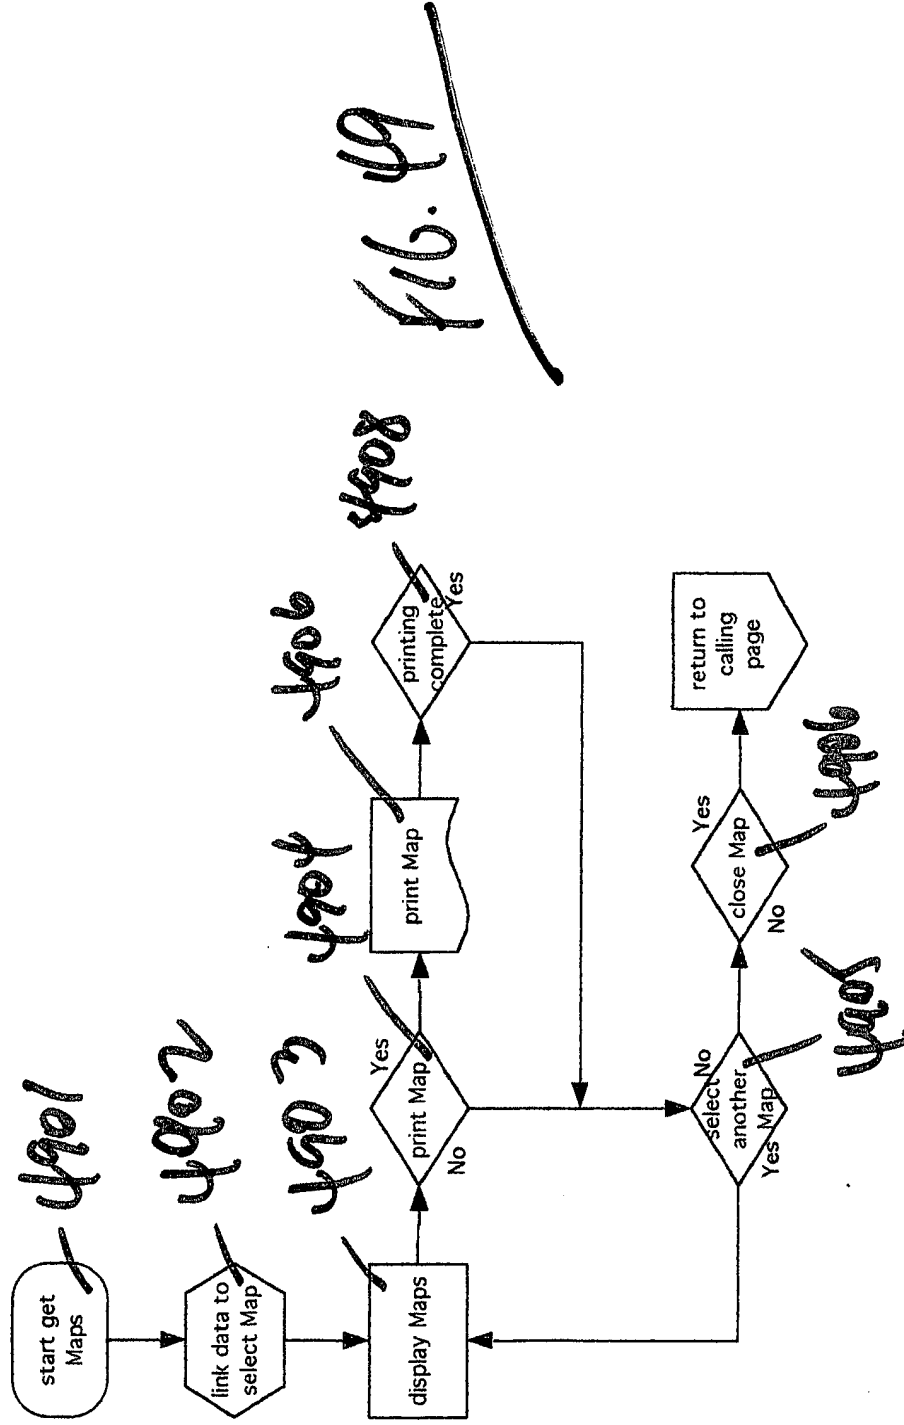 start get
Maps
4901
link data to
select Map
4902
display Maps
4903
print Map
Yes
No
4904
print Map
4906
printing
complete
Yes
4908
select
another
Map
No
Yes
4905
close Map
Yes
No
4906
return to
calling
page
FIG. 49